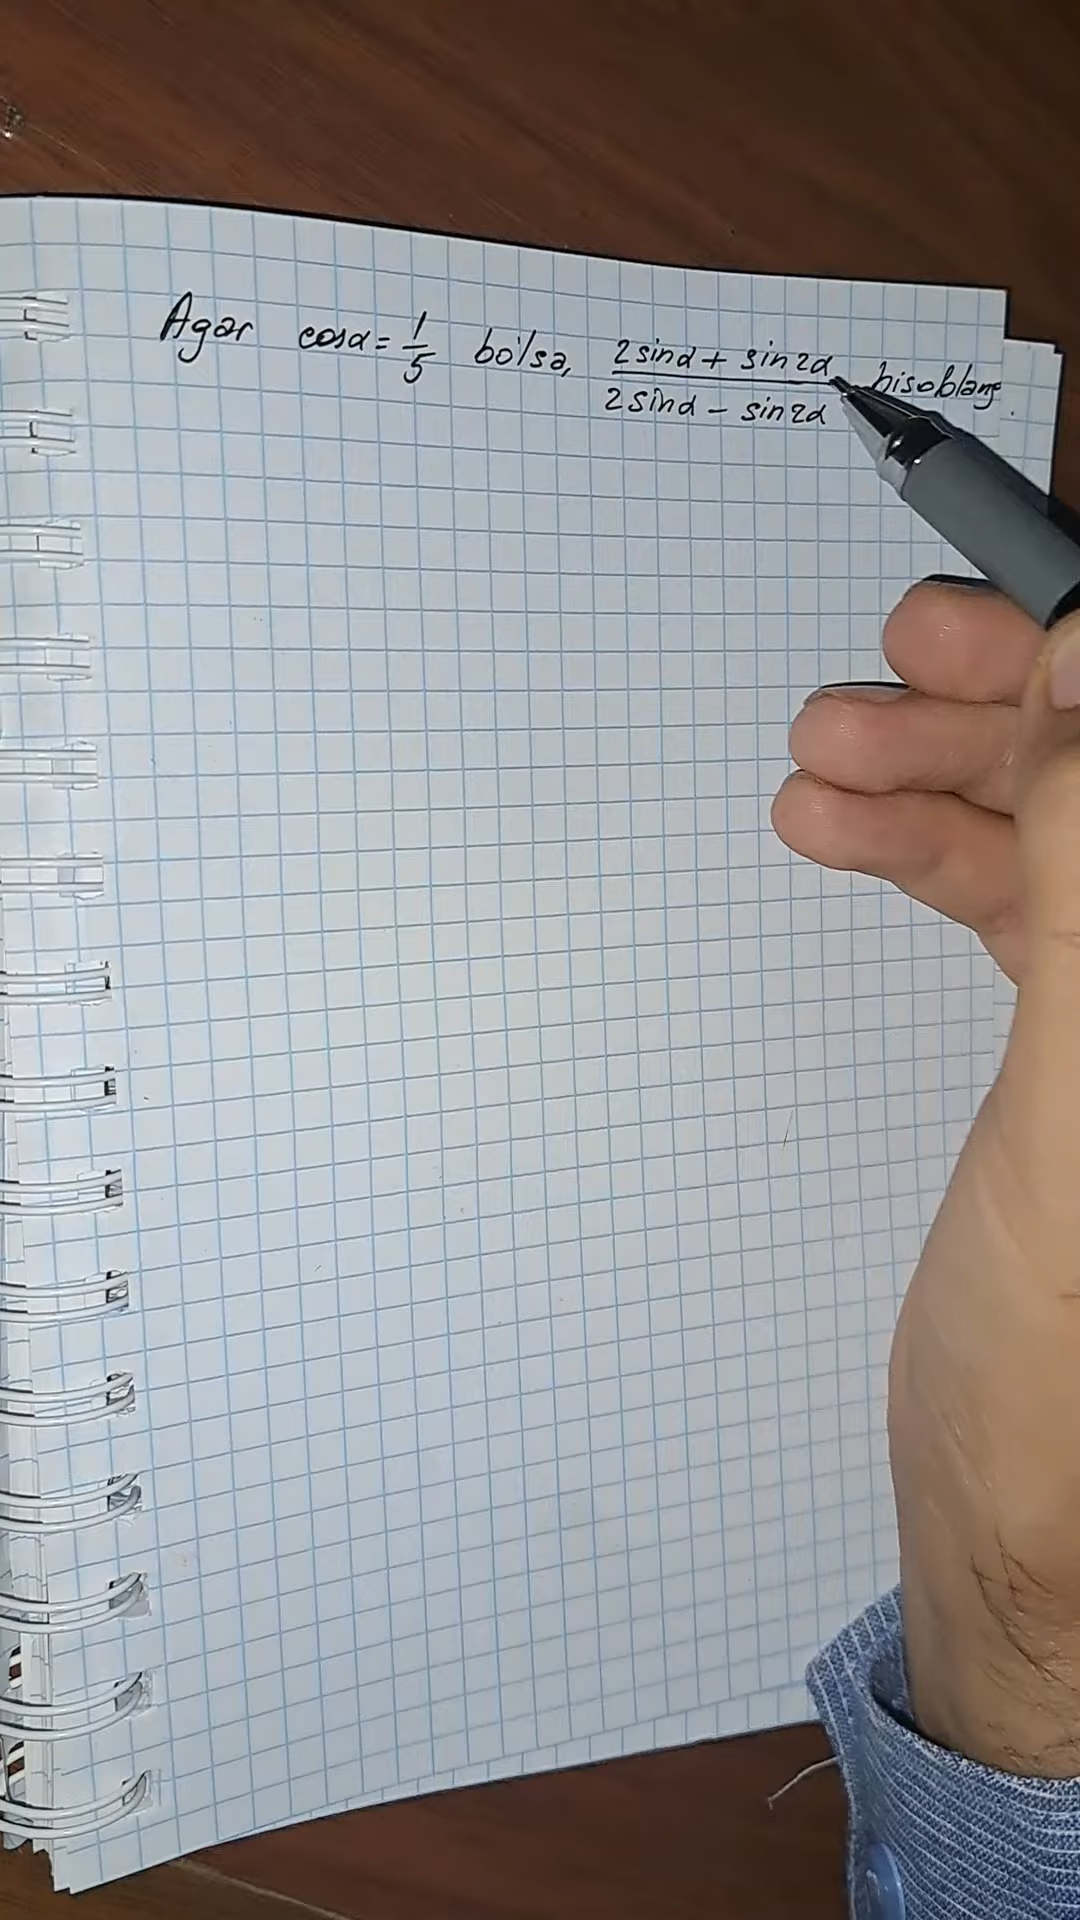 Agar cosα = 1/5 bo'lsa, (2sinα + sin2α)/(2sinα − sin2α) hisoblang.